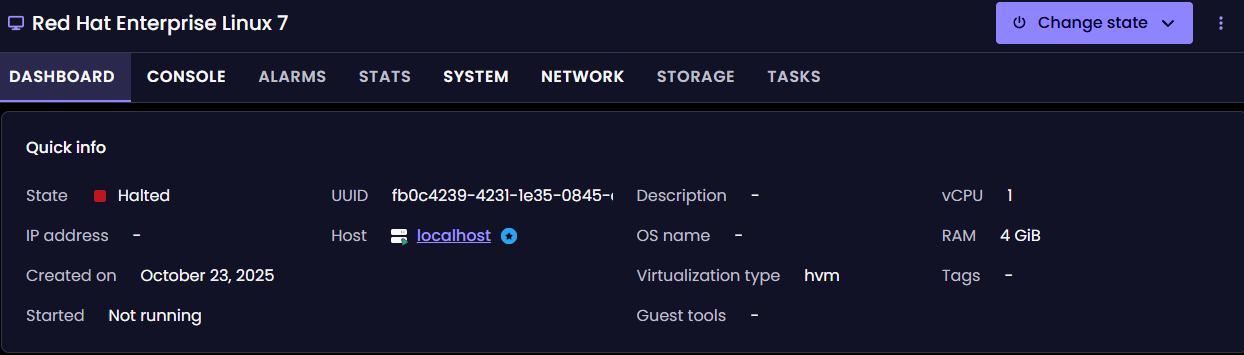 Red Hat Enterprise Linux 7 Change state
DASHBOARD CONSOLE ALARMS STATS SYSTEM NETWORK STORAGE TASKS
Quick info
State Halted UUID fb0c4239-4231-1e35-0845- Description - vCPU 1
IP address - Host localhost OS name - RAM 4 GiB
Created on October 23, 2025 Virtualization type hvm Tags -
Started Not running Guest tools -